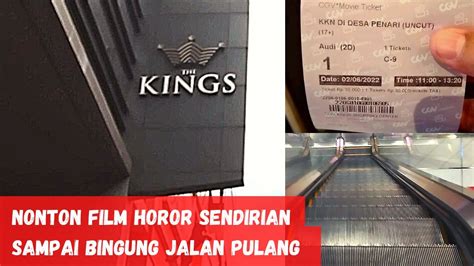 THE
KINGS
CGV*Movie Ticket
KKN DI DESA PENARI (UNCUT)
(17+)
Audi (2D)
1 Tickets
1
C-9
Date: 02/06/2022
Time: 11:00 - 13:20
NONTON FILM HOROR SENDIRIAN
SAMPAI BINGUNG JALAN PULANG